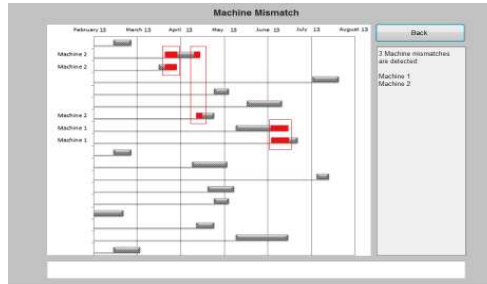 Machine Mismatch
February 13 March 13 April 13 May 13 June 13 July 13 August 13
Back
3 Machine mismatches
are detected
Machine 1
Machine 2
Machine 2
Machine 2
Machine 2
Machine 1
Machine 1